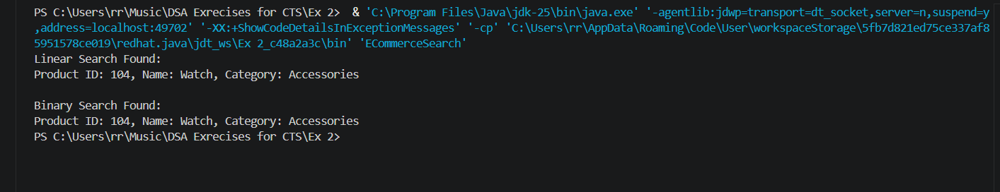 PS C:\Users\rr\Music\DSA Exrecises for CTS\Ex 2>  & 'C:\Program Files\Java\jdk-25\bin\java.exe' '-agentlib:jdwp=transport=dt_socket,server=n,suspend=y
,address=localhost:49702' '-XX:+ShowCodeDetailsInExceptionMessages' '-cp' 'C:\Users\rr\AppData\Roaming\Code\User\workspaceStorage\5fb7d821ed75ce337af8
5951578ce019\redhat.java\jdt_ws\Ex 2_c48a2a3c\bin' 'ECommerceSearch'
Linear Search Found:
Product ID: 104, Name: Watch, Category: Accessories
Binary Search Found:
Product ID: 104, Name: Watch, Category: Accessories
PS C:\Users\rr\Music\DSA Exrecises for CTS\Ex 2>